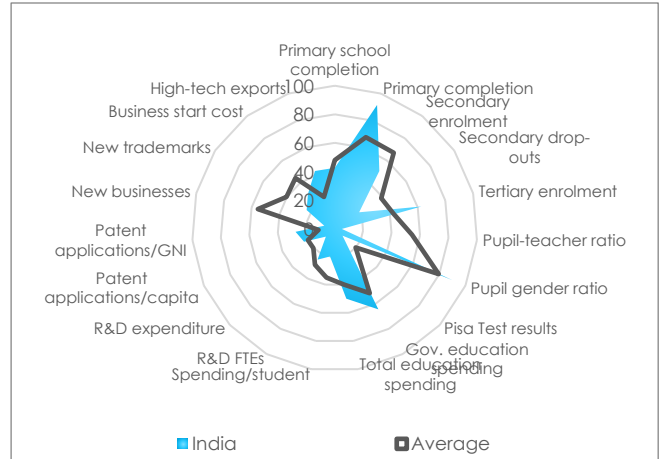 Primary school
completion
100
High-tech exports
Primary completion
Business start cost
80
Secondary
enrolment
New trademarks
60
Secondary drop-
outs
40
New businesses
20
Tertiary enrolment
Patent
applications/GNI
0
Pupil-teacher ratio
Patent
applications/capita
Pupil gender ratio
R&D expenditure
Pisa Test results
R&D FTEs
Gov. education
spending
Spending/student
Total education
spending
India
Average